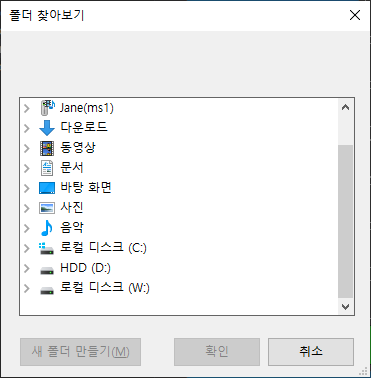 폴더 찾아보기
Jane(ms1)
다운로드
동영상
문서
바탕 화면
사진
음악
로컬 디스크 (C:)
HDD (D:)
로컬 디스크 (W:)
새 폴더 만들기(M)
확인
취소